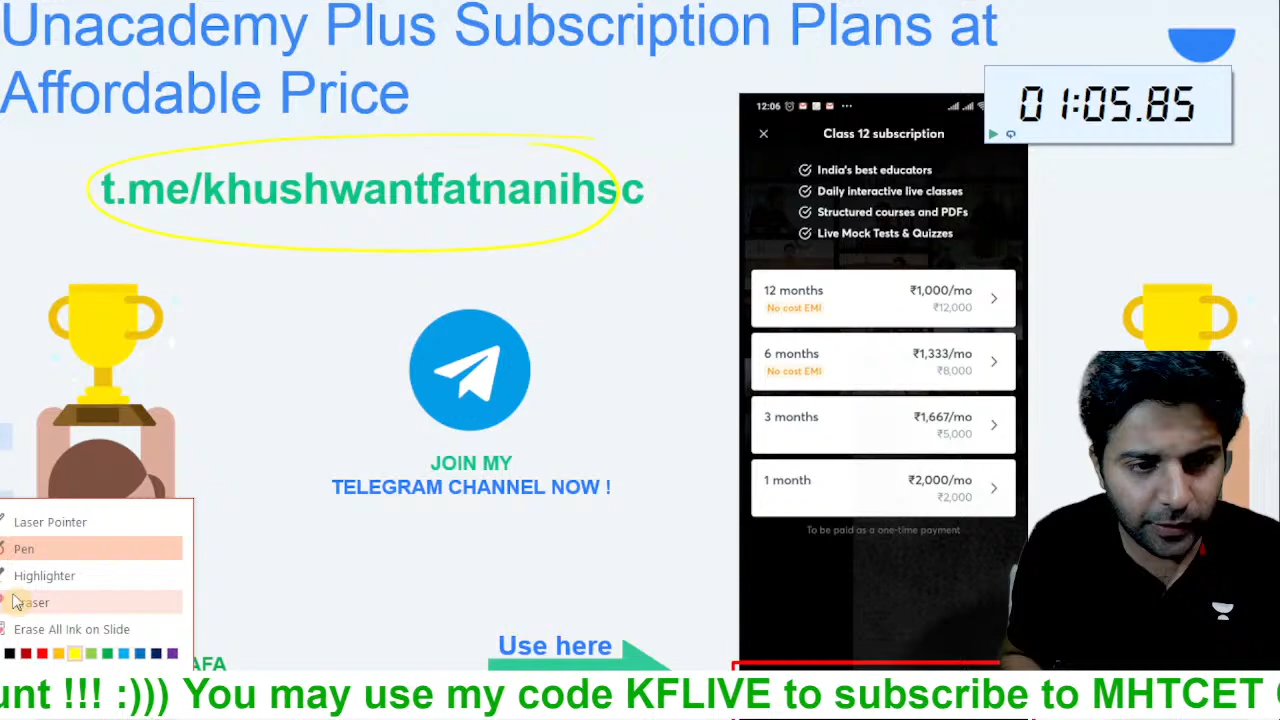 Unacademy Plus Subscription Plans at
Affordable Price
t.me/khushwantfatnanihsc
JOIN MY
TELEGRAM CHANNEL NOW !
01:05.85
12:06
Class 12 subscription
India's best educators
Daily interactive live classes
Structured courses and PDFs
Live Mock Tests & Quizzes
12 months ₹1,000/mo
No cost EMI ₹12,000
6 months ₹1,333/mo
No cost EMI ₹8,000
3 months ₹1,667/mo
₹5,000
1 month ₹2,000/mo
₹2,000
To be paid as a one-time payment
Laser Pointer
Pen
Highlighter
Eraser
Erase All Ink on Slide
Use here
AFA
unt !!! :))) You may use my code KFLIVE to subscribe to MHTCET